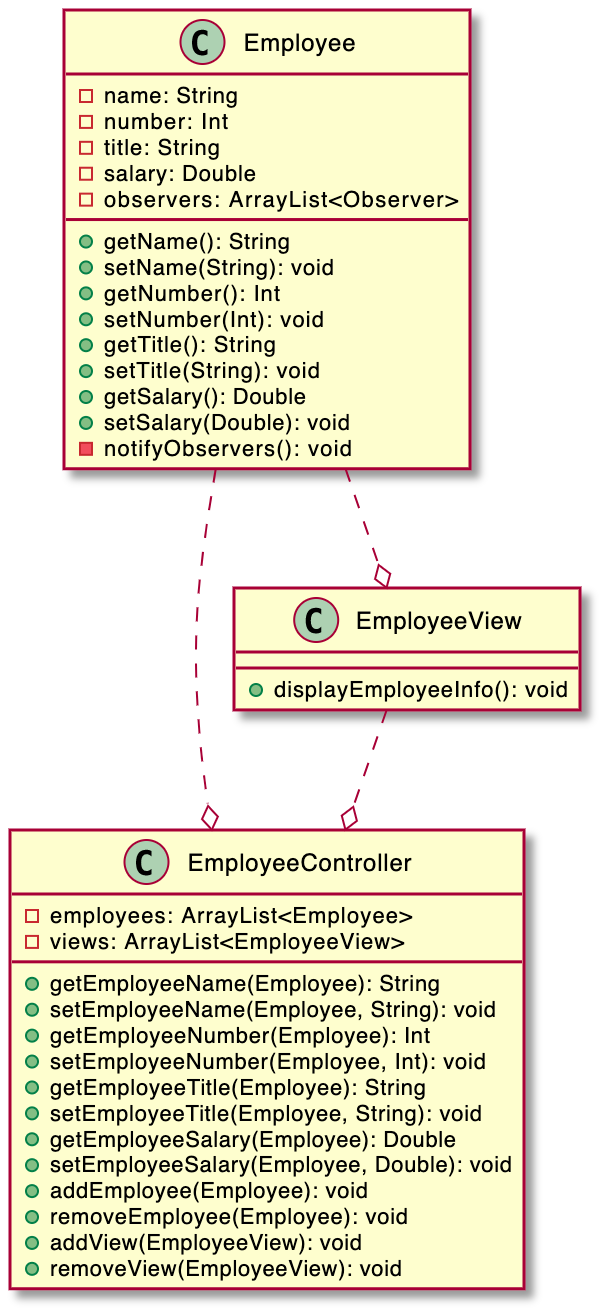 C Employee
name: String
number: Int
title: String
salary: Double
observers: ArrayList<Observer>
getName(): String
setName(String): void
getNumber(): Int
setNumber(Int): void
getTitle(): String
setTitle(String): void
getSalary(): Double
setSalary(Double): void
notifyObservers(): void
C EmployeeView
displayEmployeeInfo(): void
C EmployeeController
employees: ArrayList<Employee>
views: ArrayList<EmployeeView>
getEmployeeName(Employee): String
setEmployeeName(Employee, String): void
getEmployeeNumber(Employee): Int
setEmployeeNumber(Employee, Int): void
getEmployeeTitle(Employee): String
setEmployeeTitle(Employee, String): void
getEmployeeSalary(Employee): Double
setEmployeeSalary(Employee, Double): void
addEmployee(Employee): void
removeEmployee(Employee): void
addView(EmployeeView): void
removeView(EmployeeView): void